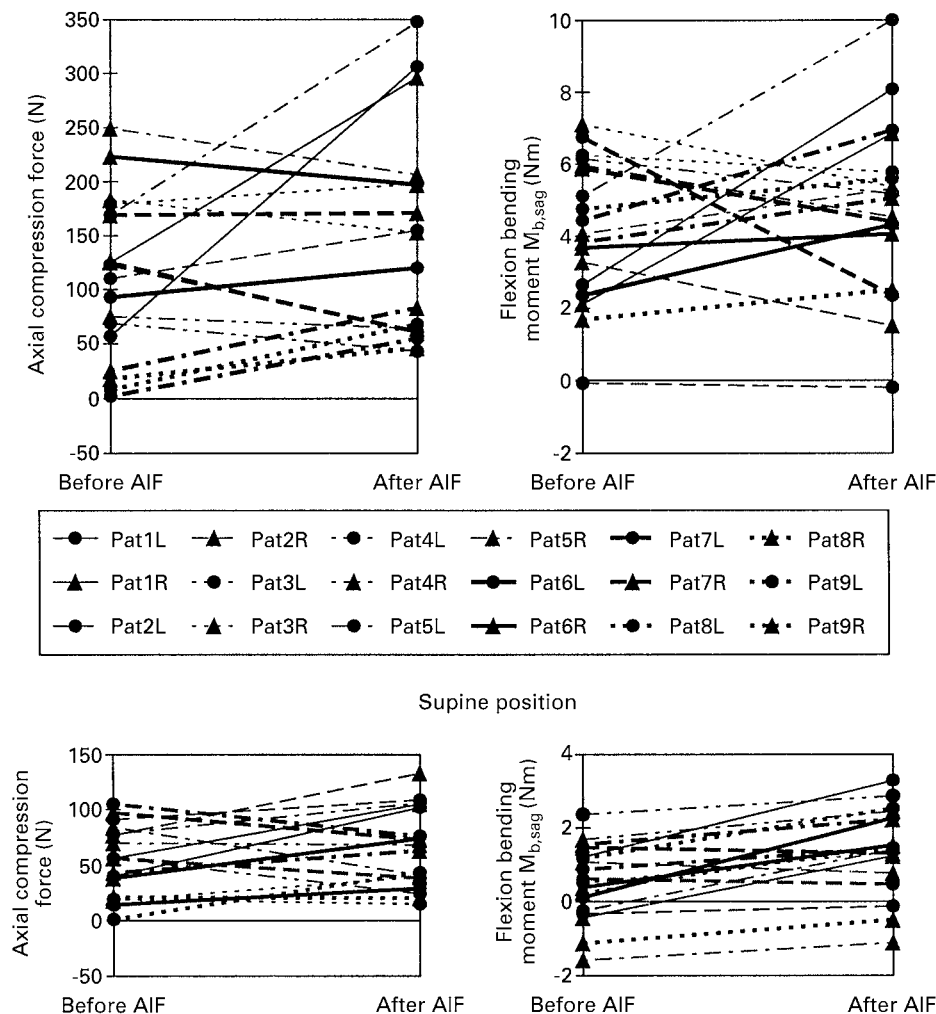 350
300
250
200
150
100
50
0
-50
Axial compression force (N)
Before AIF
After AIF
10
8
6
4
2
0
-2
Flexion bending
moment Mb,sag (Nm)
Before AIF
After AIF
Pat1L Pat2R Pat4L Pat5R Pat7L Pat8R
Pat1R Pat3L Pat4R Pat6L Pat7R Pat9L
Pat2L Pat3R Pat5L Pat6R Pat8L Pat9R
Supine position
150
100
50
0
-50
Axial compression
force (N)
Before AIF
After AIF
4
2
0
-2
Flexion bending
moment Mb,sag (Nm)
Before AIF
After AIF